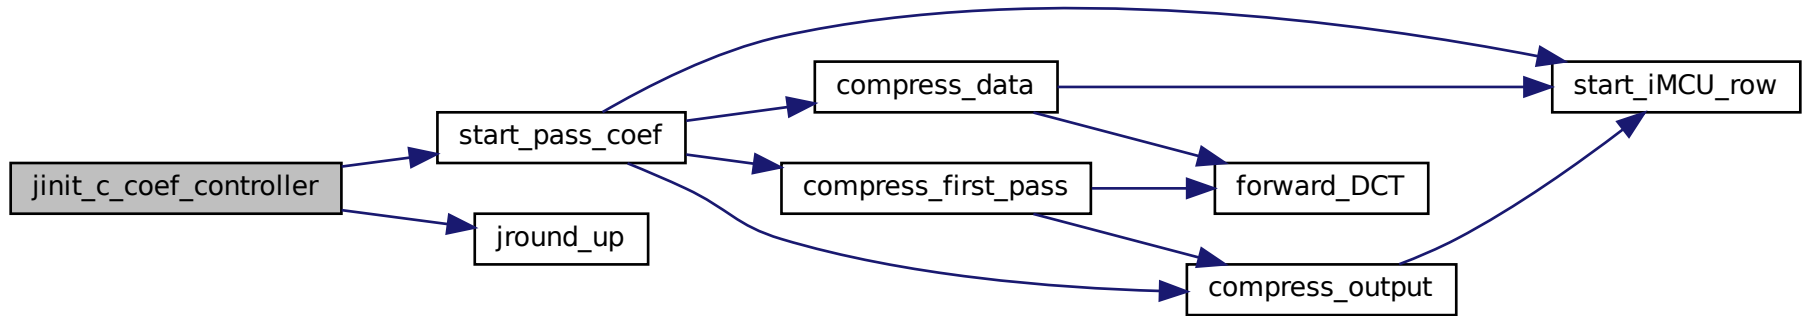 jinit_c_coef_controller
start_pass_coef
jround_up
compress_data
compress_first_pass
forward_DCT
compress_output
start_iMCU_row